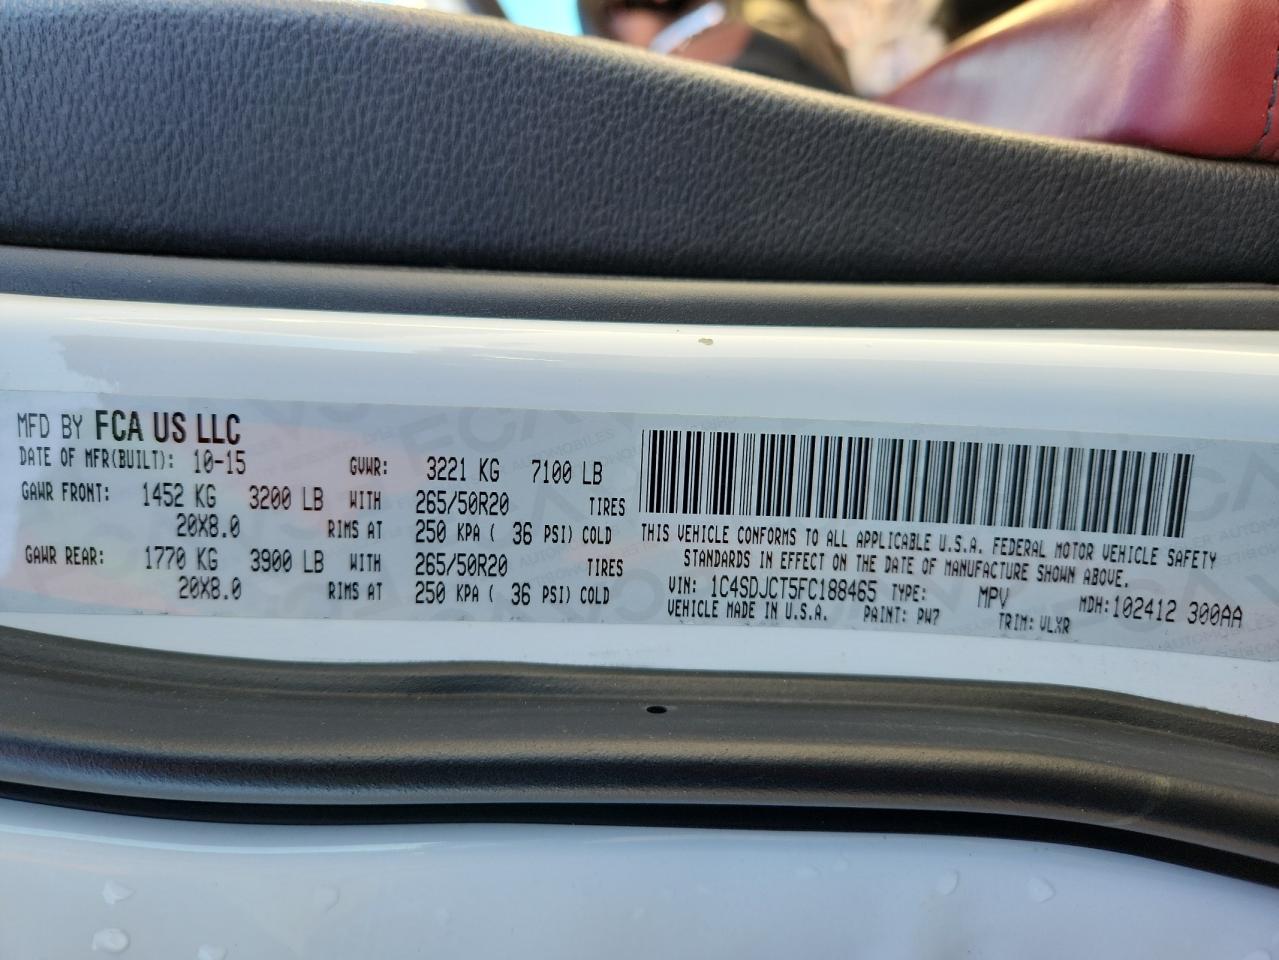 MFD BY FCA US LLC
DATE OF MFR(BUILT): 10-15 GVWR: 3221 KG 7100 LB
GAWR FRONT: 1452 KG 3200 LB WITH 265/50R20 TIRES
20X8.0 RIMS AT 250 KPA ( 36 PSI) COLD
GAWR REAR: 1770 KG 3900 LB WITH 265/50R20 TIRES
20X8.0 RIMS AT 250 KPA ( 36 PSI) COLD
THIS VEHICLE CONFORMS TO ALL APPLICABLE U.S.A. FEDERAL MOTOR VEHICLE SAFETY
STANDARDS IN EFFECT ON THE DATE OF MANUFACTURE SHOWN ABOVE.
VIN: 1C4SDJCT5FC188465 TYPE: MPV MDH:102412 300AA
VEHICLE MADE IN U.S.A. PAINT: PW7 TRIM: VLXR